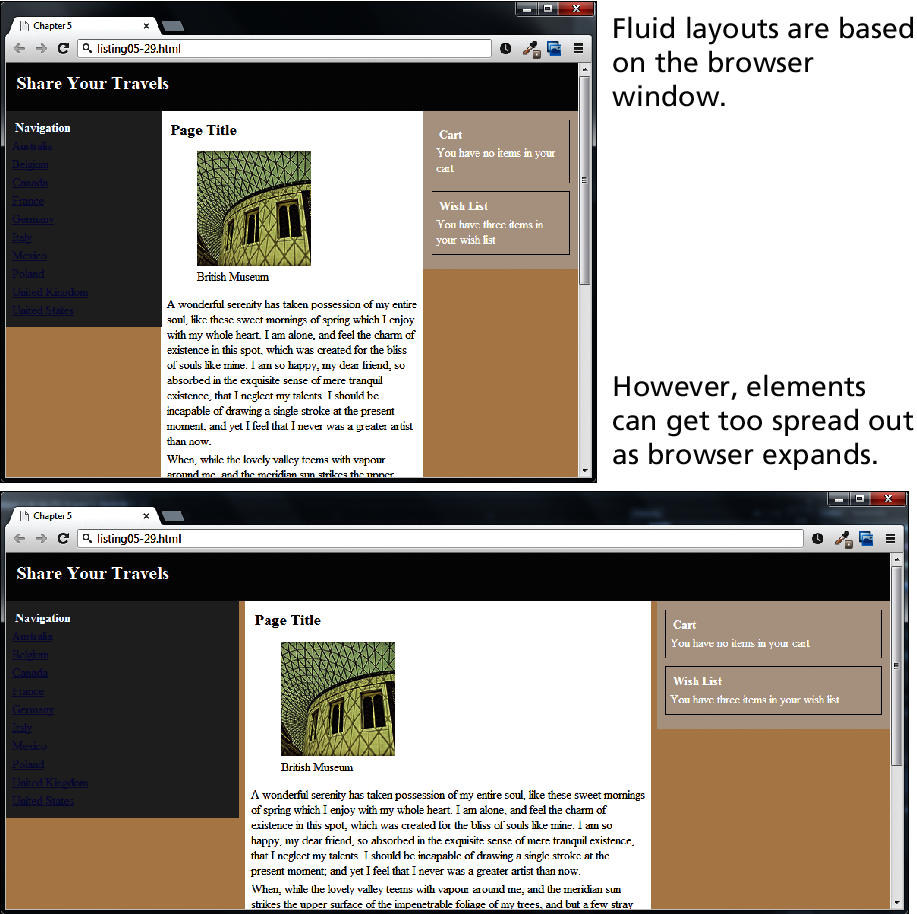 Chapter 5
listing05-29.html
Share Your Travels
Navigation
Australia
Belgium
Canada
France
Germany
Italy
Mexico
Poland
United Kingdom
United States
Page Title
British Museum
A wonderful serenity has taken possession of my entire
soul, like these sweet mornings of spring which I enjoy
with my whole heart. I am alone, and feel the charm of
existence in this spot, which was created for the bliss
of souls like mine. I am so happy, my dear friend, so
absorbed in the exquisite sense of mere tranquil
existence, that I neglect my talents. I should be
incapable of drawing a single stroke at the present
moment; and yet I feel that I never was a greater artist
than now.
When, while the lovely valley teems with vapour
around me, and the meridian sun strikes the upper
Cart
You have no items in your
cart
Wish List
You have three items in
your wish list
Fluid layouts are based
on the browser
window.
However, elements
can get too spread out
as browser expands.
Chapter 5
listing05-29.html
Share Your Travels
Navigation
Australia
Belgium
Canada
France
Germany
Italy
Mexico
Poland
United Kingdom
United States
Page Title
British Museum
A wonderful serenity has taken possession of my entire soul, like these sweet mornings
of spring which I enjoy with my whole heart. I am alone, and feel the charm of
existence in this spot, which was created for the bliss of souls like mine. I am so
happy, my dear friend, so absorbed in the exquisite sense of mere tranquil existence,
that I neglect my talents. I should be incapable of drawing a single stroke at the
present moment; and yet I feel that I never was a greater artist than now.
When, while the lovely valley teems with vapour around me, and the meridian sun
strikes the upper surface of the impenetrable foliage of my trees, and but a few stray
Cart
You have no items in your cart
Wish List
You have three items in your wish list